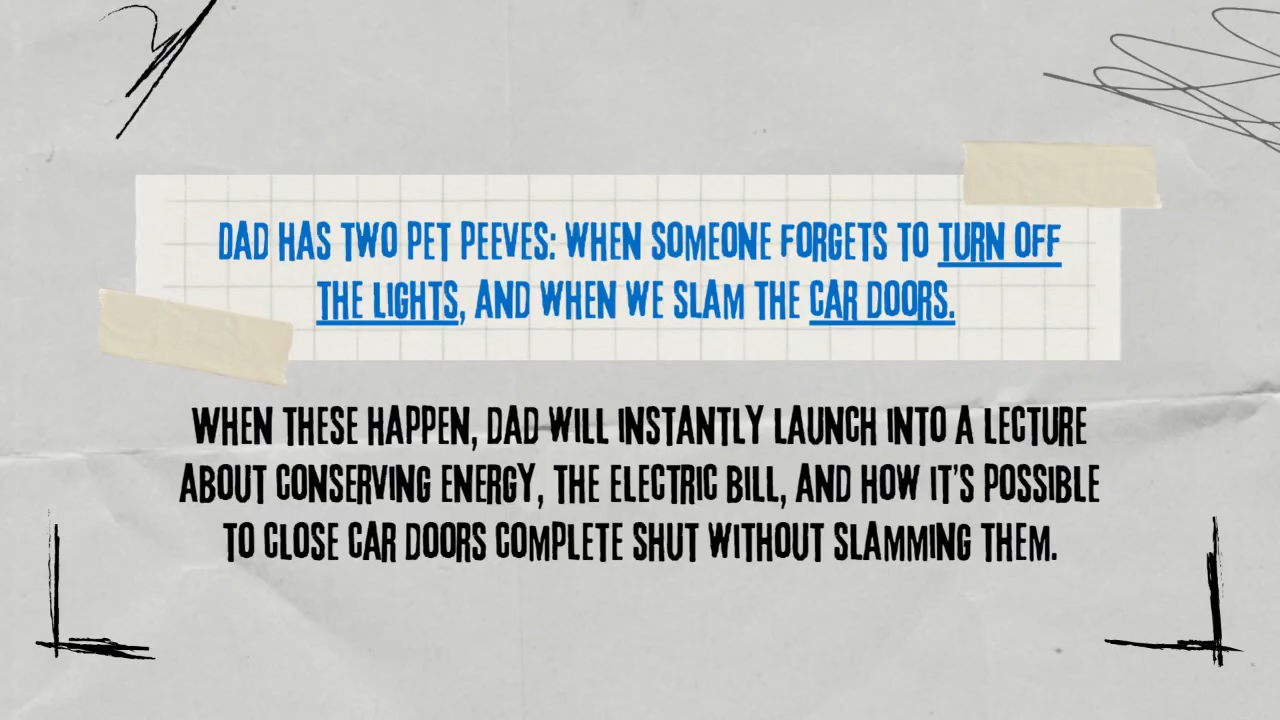 DAD HAS TWO PET PEEVES: WHEN SOMEONE FORGETS TO TURN OFF
THE LIGHTS, AND WHEN WE SLAM THE CAR DOORS.
WHEN THESE HAPPEN, DAD WILL INSTANTLY LAUNCH INTO A LECTURE
ABOUT CONSERVING ENERGY, THE ELECTRIC BILL, AND HOW IT'S POSSIBLE
TO CLOSE CAR DOORS COMPLETE SHUT WITHOUT SLAMMING THEM.